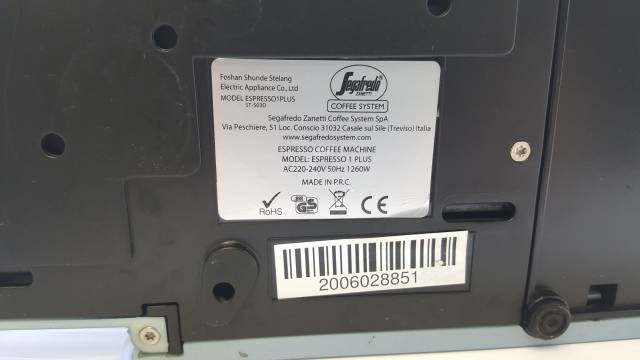 Foshan Shunde Stelang
Electric Appliance Co., Ltd
MODEL ESPRESSO1PLUS
ST-503D
Segafredo®
ZANETTI
COFFEE SYSTEM
Segafredo Zanetti Coffee System SpA
Via Peschiere, 51 Loc. Conscio 31032 Casale sul Sile (Treviso) Italia
www.segafredosystem.com
ESPRESSO COFFEE MACHINE
MODEL: ESPRESSO 1 PLUS
AC220-240V 50Hz 1260W
MADE IN P.R.C.
RoHS
GS
CE
2006028851